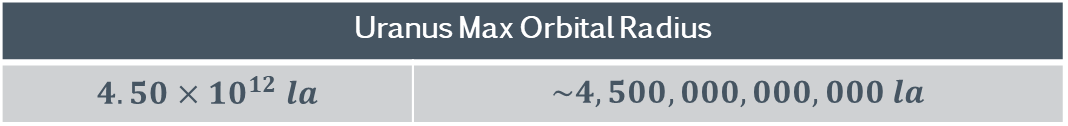 Uranus Max Orbital Radius
4.50 × 10¹² la ~4,500,000,000,000 la